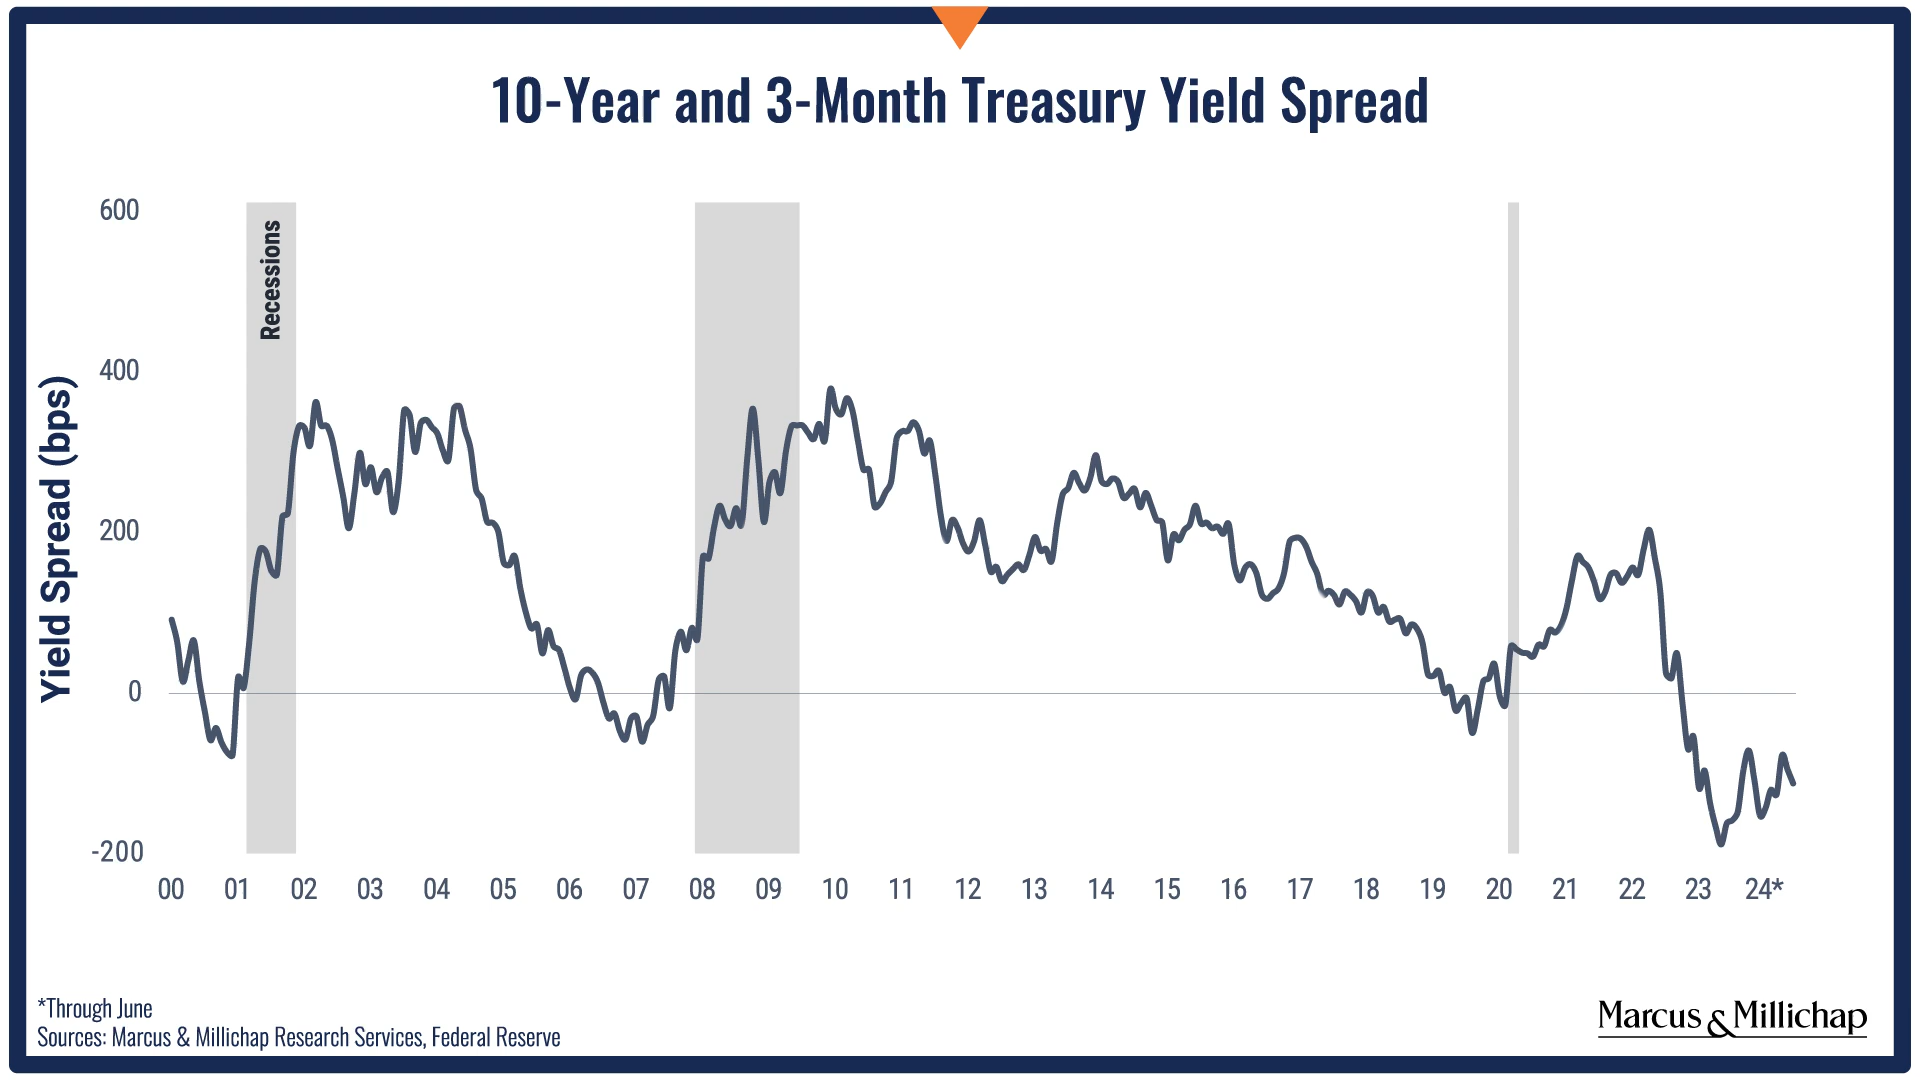 10-Year and 3-Month Treasury Yield Spread
Yield Spread (bps)
600
400
200
0
-200
Recessions
00 01 02 03 04 05 06 07 08 09 10 11 12 13 14 15 16 17 18 19 20 21 22 23 24*
*Through June
Sources: Marcus & Millichap Research Services, Federal Reserve
Marcus & Millichap